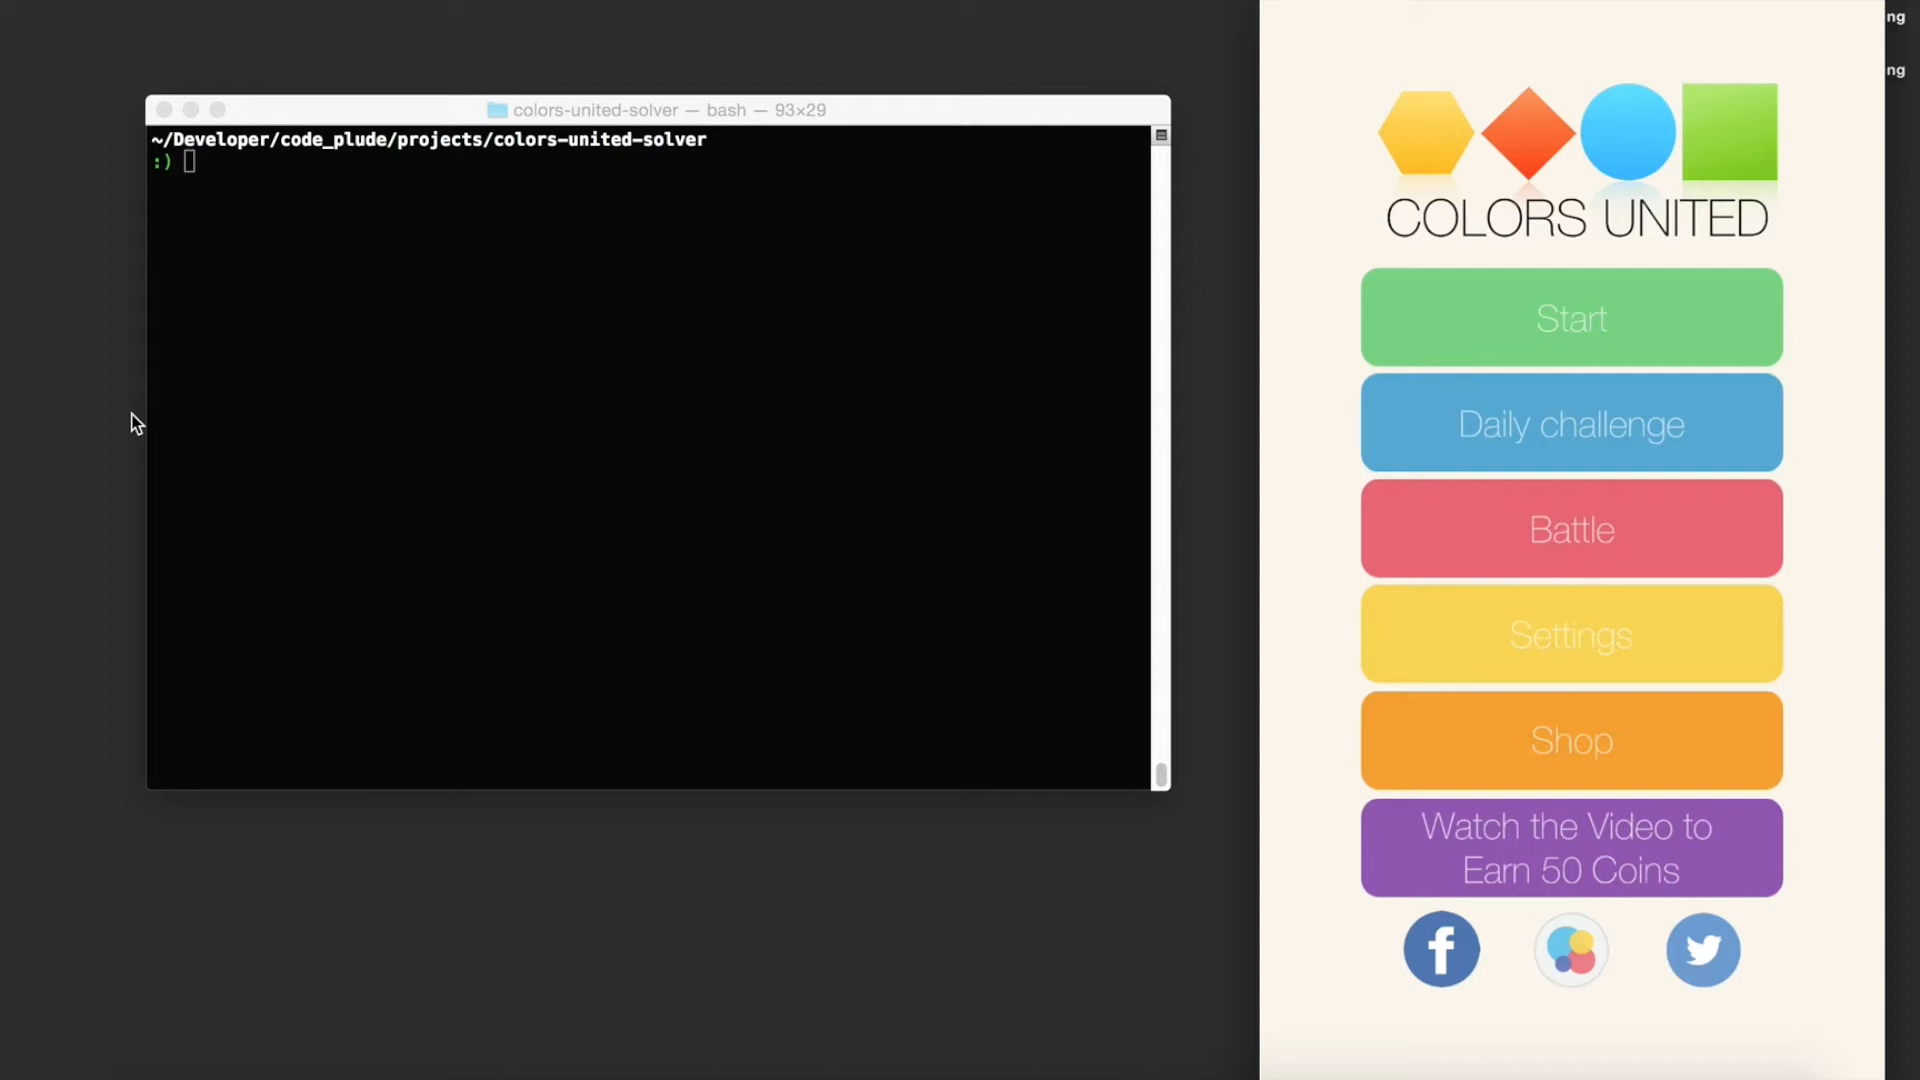 colors-united-solver — bash — 93×29
~/Developer/code_plude/projects/colors-united-solver
:)
COLORS UNITED
Start
Daily challenge
Battle
Settings
Shop
Watch the Video to
Earn 50 Coins
f
ng
ng